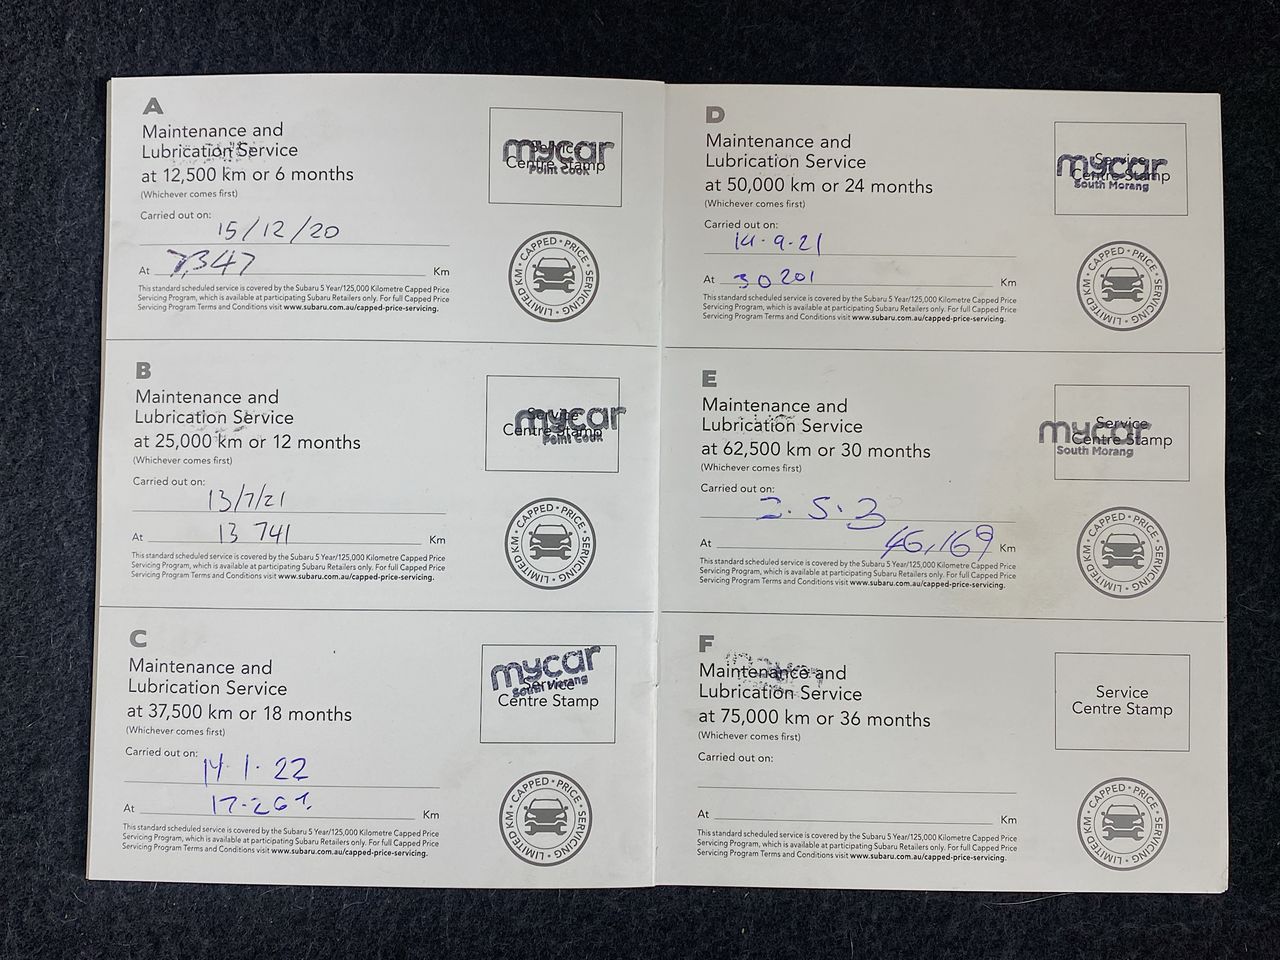 A
Maintenance and
Lubrication Service
at 12,500 km or 6 months
(Whichever comes first)
Carried out on:
15/12/20
At 7,347 Km
This standard scheduled service is covered by the Subaru 5 Year/125,000 Kilometre Capped Price
Servicing Program, which is available at participating Subaru Retailers only. For full Capped Price
Servicing Program Terms and Conditions visit www.subaru.com.au/capped-price-servicing.
Service
Centre Stamp
mycar
Point Cook
CAPPED • PRICE • SERVICING • LIMITED KM •
B
Maintenance and
Lubrication Service
at 25,000 km or 12 months
(Whichever comes first)
Carried out on:
13/7/21
At 13 741 Km
This standard scheduled service is covered by the Subaru 5 Year/125,000 Kilometre Capped Price
Servicing Program, which is available at participating Subaru Retailers only. For full Capped Price
Servicing Program Terms and Conditions visit www.subaru.com.au/capped-price-servicing.
Service
Centre Stamp
mycar
Point Cook
CAPPED • PRICE • SERVICING • LIMITED KM •
C
Maintenance and
Lubrication Service
at 37,500 km or 18 months
(Whichever comes first)
Carried out on:
14·1·22
At Km
This standard scheduled service is covered by the Subaru 5 Year/125,000 Kilometre Capped Price
Servicing Program, which is available at participating Subaru Retailers only. For full Capped Price
Servicing Program Terms and Conditions visit www.subaru.com.au/capped-price-servicing.
mycar
South Morang
Service
Centre Stamp
CAPPED • PRICE • SERVICING • LIMITED KM •
D
Maintenance and
Lubrication Service
at 50,000 km or 24 months
(Whichever comes first)
Carried out on:
14·9·21
At 30201 Km
This standard scheduled service is covered by the Subaru 5 Year/125,000 Kilometre Capped Price
Servicing Program, which is available at participating Subaru Retailers only. For full Capped Price
Servicing Program Terms and Conditions visit www.subaru.com.au/capped-price-servicing.
Service
Centre Stamp
mycar
South Morang
CAPPED • PRICE • SERVICING • LIMITED KM •
E
Maintenance and
Lubrication Service
at 62,500 km or 30 months
(Whichever comes first)
Carried out on:
2·5·3
At 46,169 Km
This standard scheduled service is covered by the Subaru 5 Year/125,000 Kilometre Capped Price
Servicing Program, which is available at participating Subaru Retailers only. For full Capped Price
Servicing Program Terms and Conditions visit www.subaru.com.au/capped-price-servicing.
Service
Centre Stamp
mycar
South Morang
CAPPED • PRICE • SERVICING • LIMITED KM •
F
Maintenance and
Lubrication Service
at 75,000 km or 36 months
(Whichever comes first)
Carried out on:
At Km
This standard scheduled service is covered by the Subaru 5 Year/125,000 Kilometre Capped Price
Servicing Program, which is available at participating Subaru Retailers only. For full Capped Price
Servicing Program Terms and Conditions visit www.subaru.com.au/capped-price-servicing.
Service
Centre Stamp
CAPPED • PRICE • SERVICING • LIMITED KM •